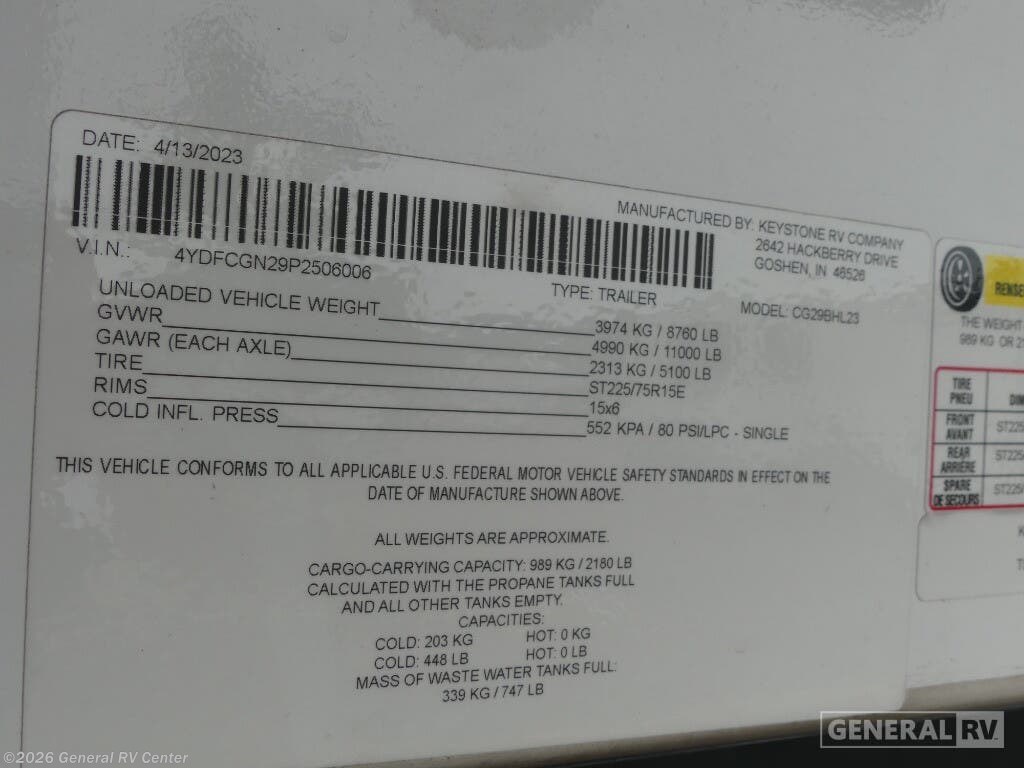 DATE: 4/13/2023
MANUFACTURED BY: KEYSTONE RV COMPANY
2642 HACKBERRY DRIVE
GOSHEN, IN 46526
V.I.N.: 4YDFCGN29P2506006
TYPE: TRAILER
MODEL: CG29BHL23
UNLOADED VEHICLE WEIGHT 3974 KG / 8760 LB
GVWR 4990 KG / 11000 LB
GAWR (EACH AXLE) 2313 KG / 5100 LB
TIRE ST225/75R15E
RIMS 15x6
COLD INFL. PRESS 552 KPA / 80 PSI/LPC - SINGLE
THIS VEHICLE CONFORMS TO ALL APPLICABLE U.S. FEDERAL MOTOR VEHICLE SAFETY STANDARDS IN EFFECT ON THE
DATE OF MANUFACTURE SHOWN ABOVE.
ALL WEIGHTS ARE APPROXIMATE.
CARGO-CARRYING CAPACITY: 989 KG / 2180 LB
CALCULATED WITH THE PROPANE TANKS FULL
AND ALL OTHER TANKS EMPTY.
CAPACITIES:
COLD: 203 KG HOT: 0 KG
COLD: 448 LB HOT: 0 LB
MASS OF WASTE WATER TANKS FULL:
339 KG / 747 LB
THE WEIGHT
989 KG OR
TIRE
PNEU
FRONT
AVANT
ST225
REAR
ARRIÈRE
ST225
SPARE
DE SECOURS
ST225
GENERAL RV
©2026 General RV Center